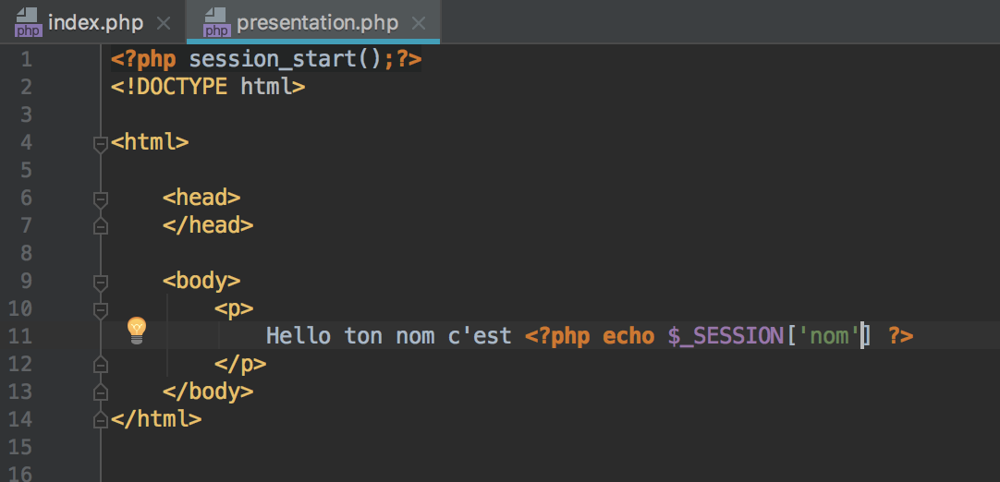 php index.php × php presentation.php ×
1 <?php session_start();?>
2 <!DOCTYPE html>
3
4 <html>
5
6 <head>
7 </head>
8
9 <body>
10 <p>
11 Hello ton nom c'est <?php echo $_SESSION['nom'] ?>
12 </p>
13 </body>
14 </html>
15
16